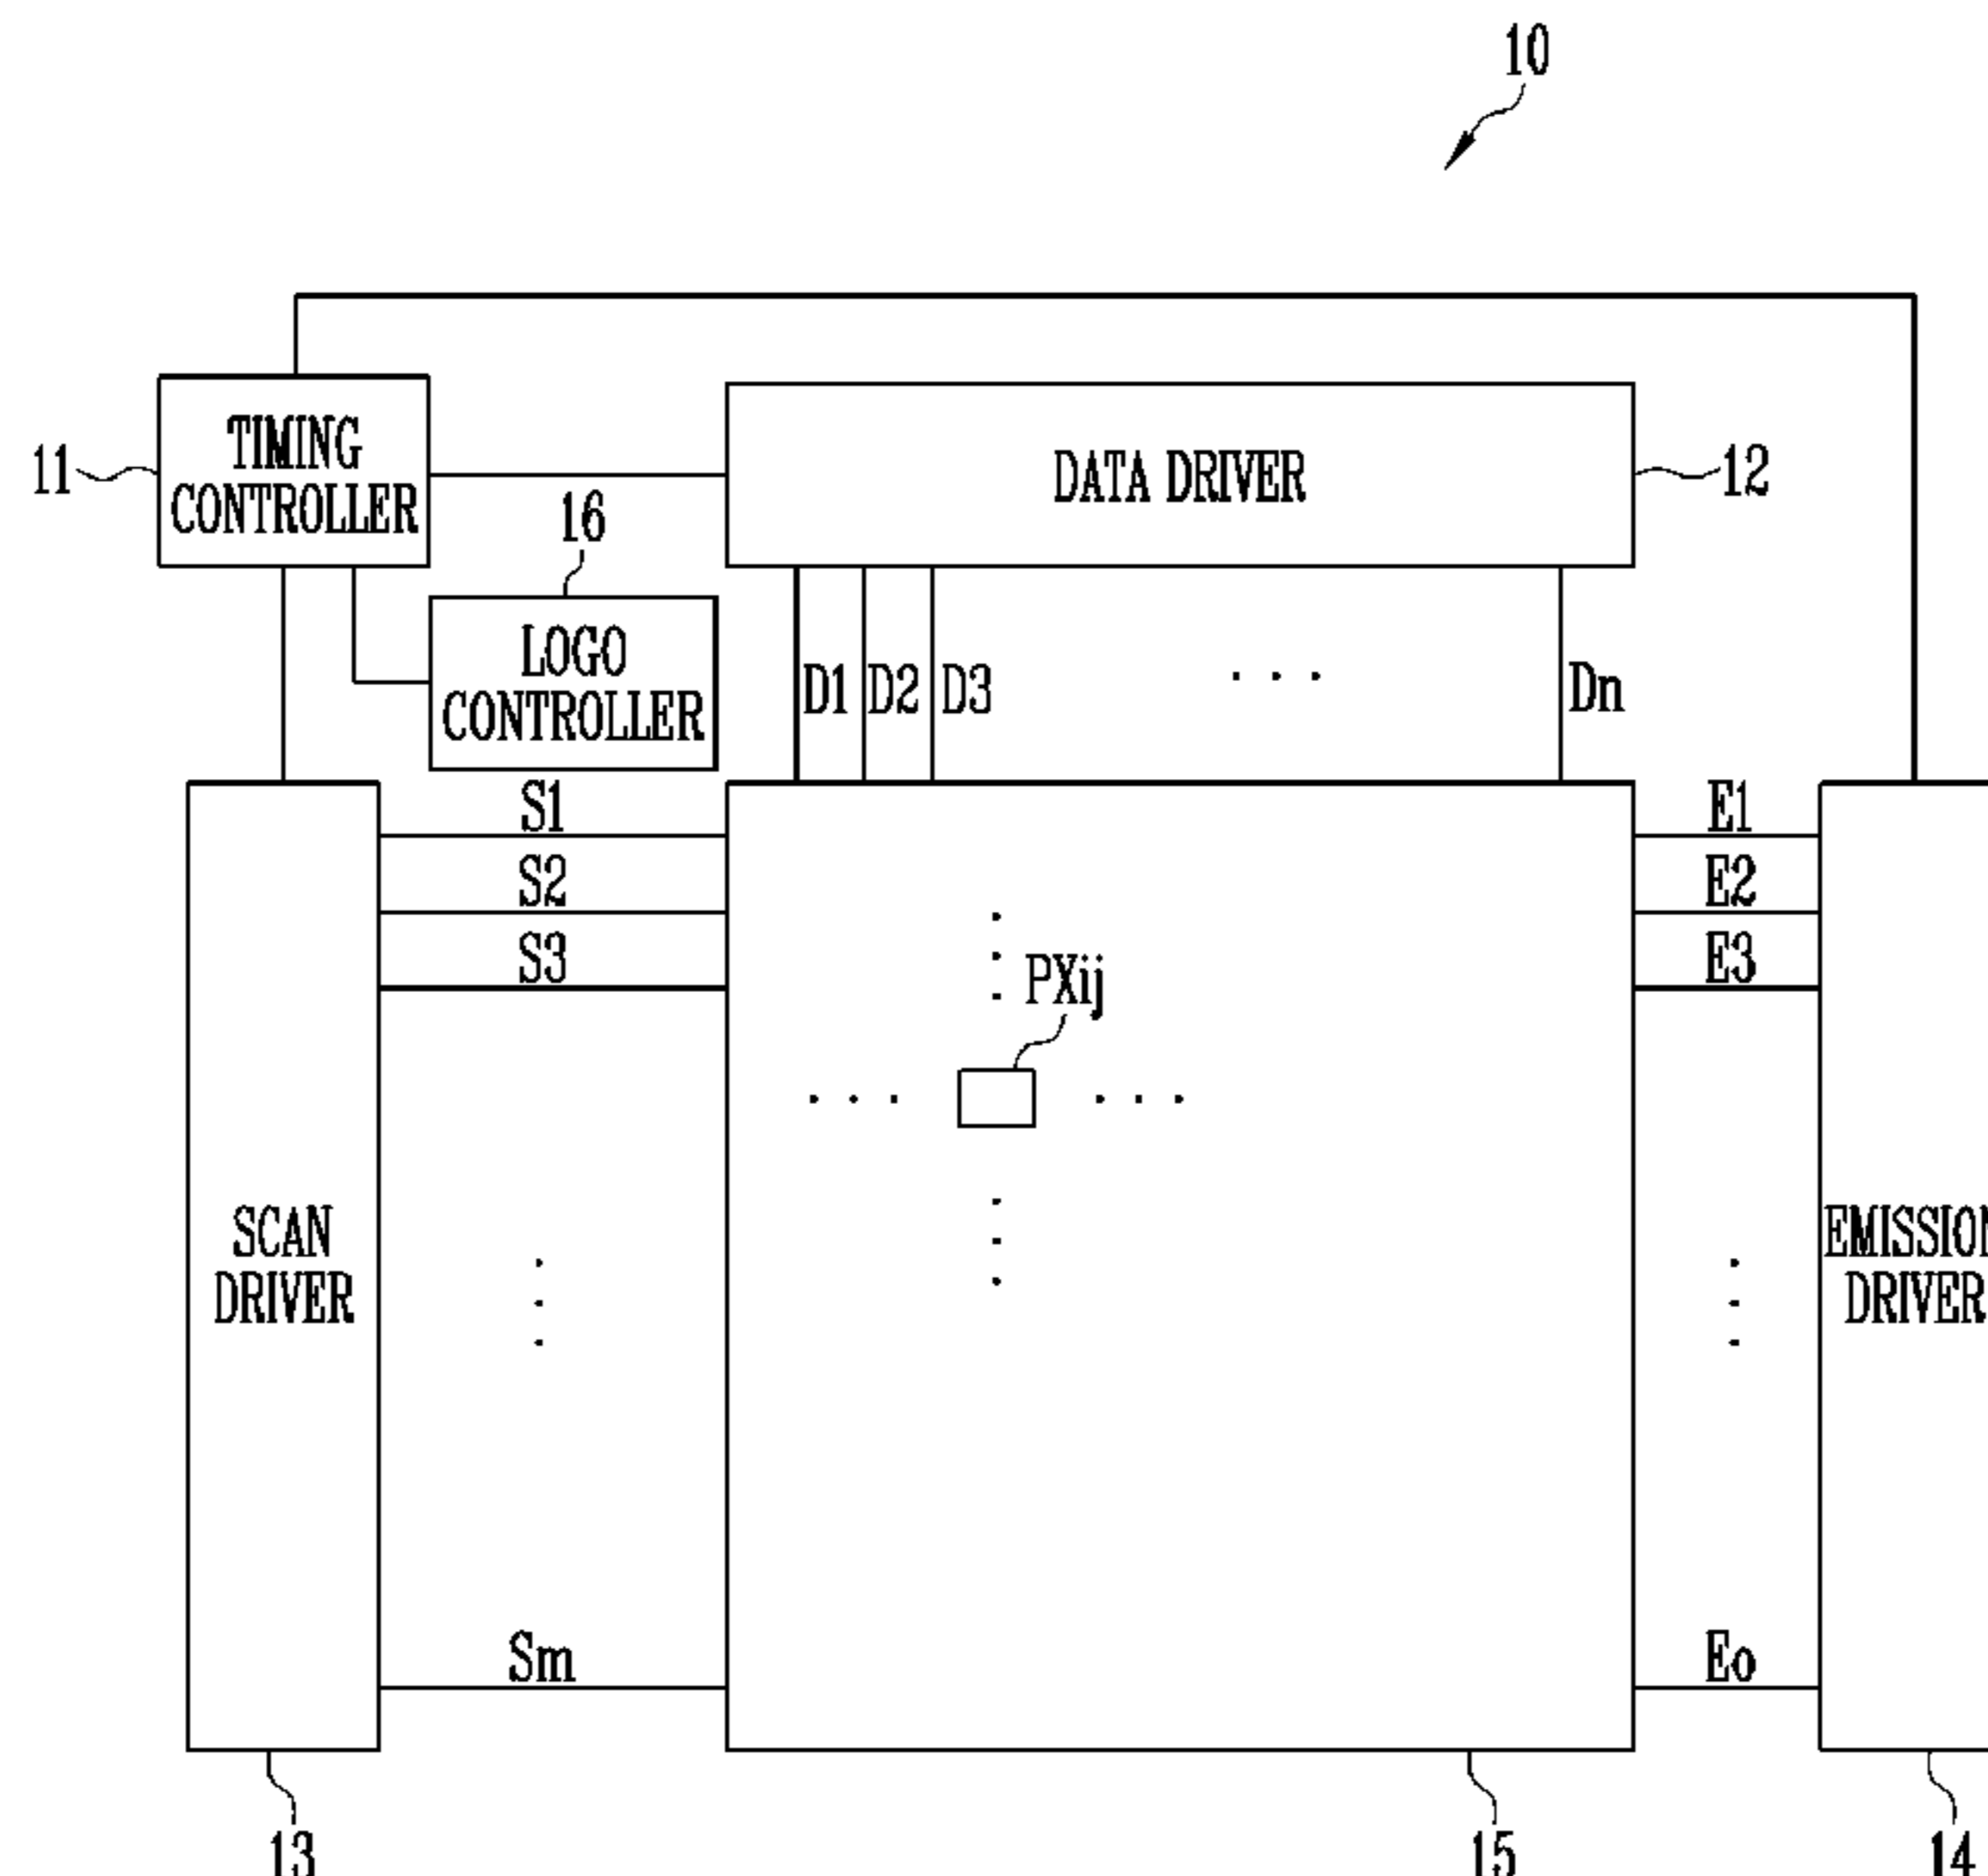 10
TIMING
CONTROLLER
11
DATA DRIVER
12
16
LOGO
CONTROLLER
D1
D2
D3
. . .
Dn
S1
S2
S3
E1
E2
E3
PXij
SCAN
DRIVER
EMISSION
DRIVER
Sm
Eo
13
15
14